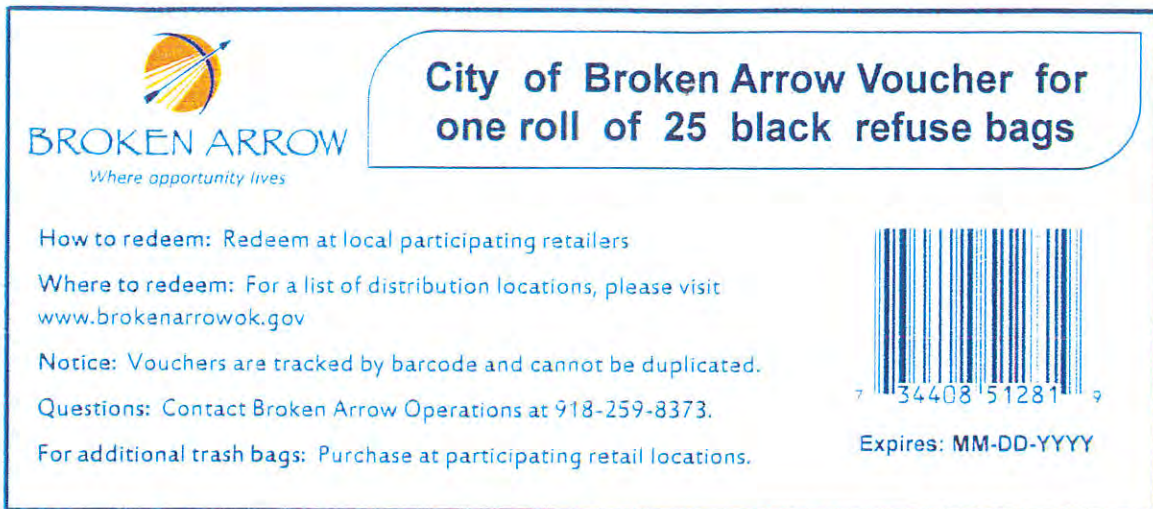 BROKEN ARROW
Where opportunity lives
City of Broken Arrow Voucher for
one roll of 25 black refuse bags
How to redeem: Redeem at local participating retailers
Where to redeem: For a list of distribution locations, please visit
www.brokenarrowok.gov
Notice: Vouchers are tracked by barcode and cannot be duplicated.
Questions: Contact Broken Arrow Operations at 918-259-8373.
For additional trash bags: Purchase at participating retail locations.
7 34408 51281 9
Expires: MM-DD-YYYY